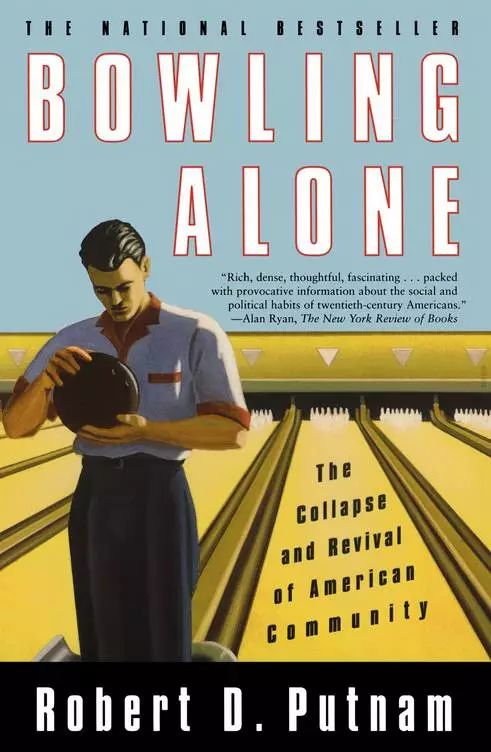 THE NATIONAL BESTSELLER
BOWLING
ALONE
“Rich, dense, thoughtful, fascinating . . . packed
with provocative information about the social and
political habits of twentieth-century Americans.”
—Alan Ryan, The New York Review of Books
The
Collapse
and Revival
of American
Community
Robert D. Putnam